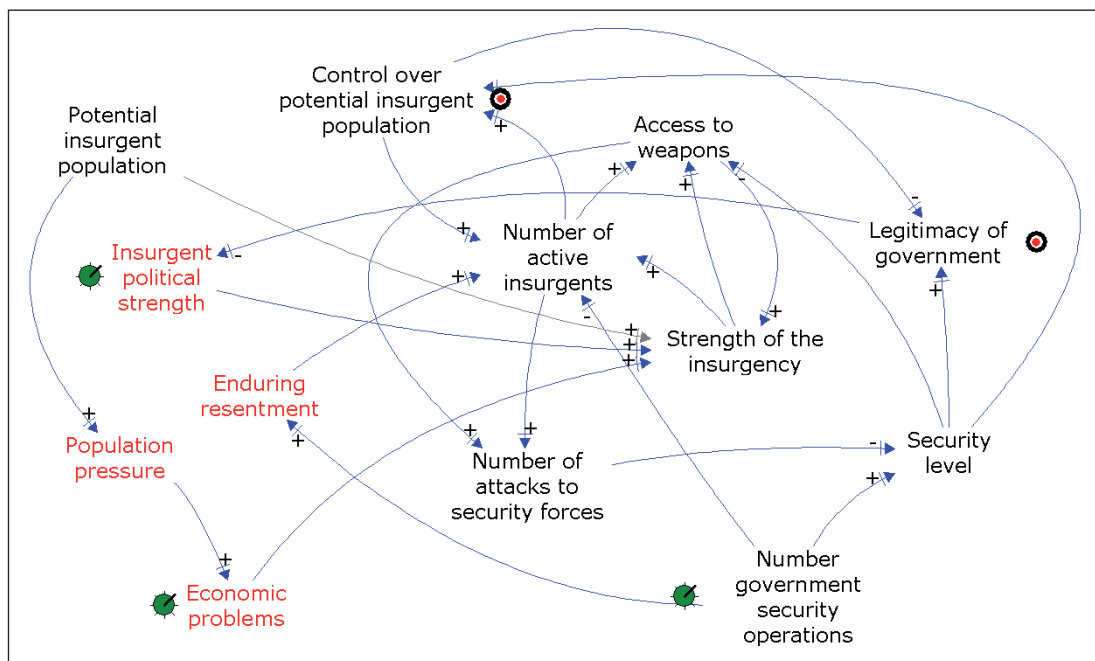 Control over
potential insurgent
population
+
Potential
insurgent
population
Access to
weapons
+
+
-
-
Legitimacy of
government
+
Insurgent
political
strength
-
+
+
Number of
active
insurgents
+
-
+
Strength of the
insurgency
+
+
+
Enduring
resentment
+
+
Population
pressure
+
+
Number of
attacks to
security forces
-
Security
level
+
+
Economic
problems
Number
government
security
operations